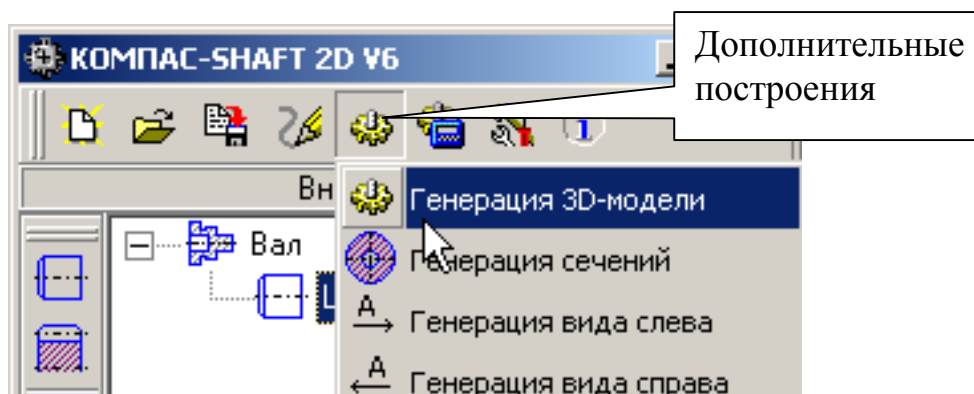 КОМПАС-SHAFT 2D V6
Дополнительные
построения
Вн
Генерация 3D-модели
Вал
Генерация сечений
Генерация вида слева
Генерация вида справа